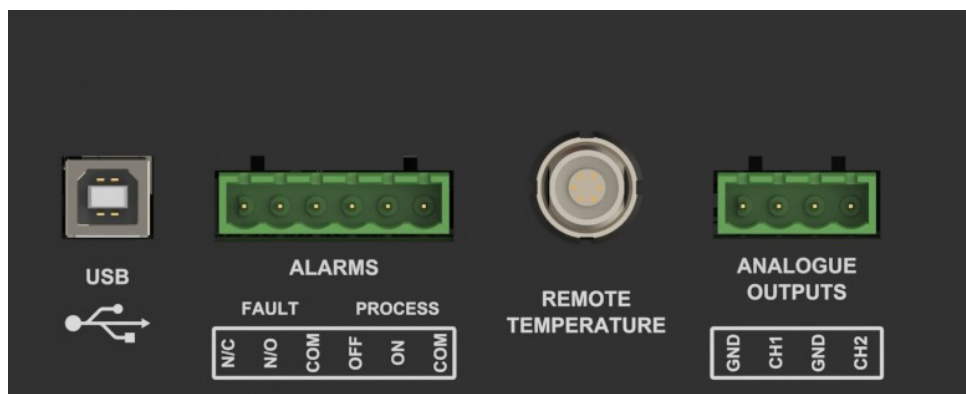 USB
ALARMS
FAULT PROCESS
N/C N/O COM OFF ON COM
REMOTE
TEMPERATURE
ANALOGUE
OUTPUTS
GND CH1 GND CH2